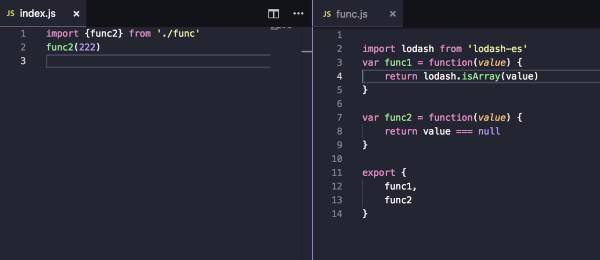 JS index.js ×
1 import {func2} from './func'
2 func2(222)
3
JS func.js ×
1
2 import lodash from 'lodash-es'
3 var func1 = function(value) {
4     return lodash.isArray(value)
5 }
6
7 var func2 = function(value) {
8     return value === null
9 }
10
11 export {
12     func1,
13     func2
14 }